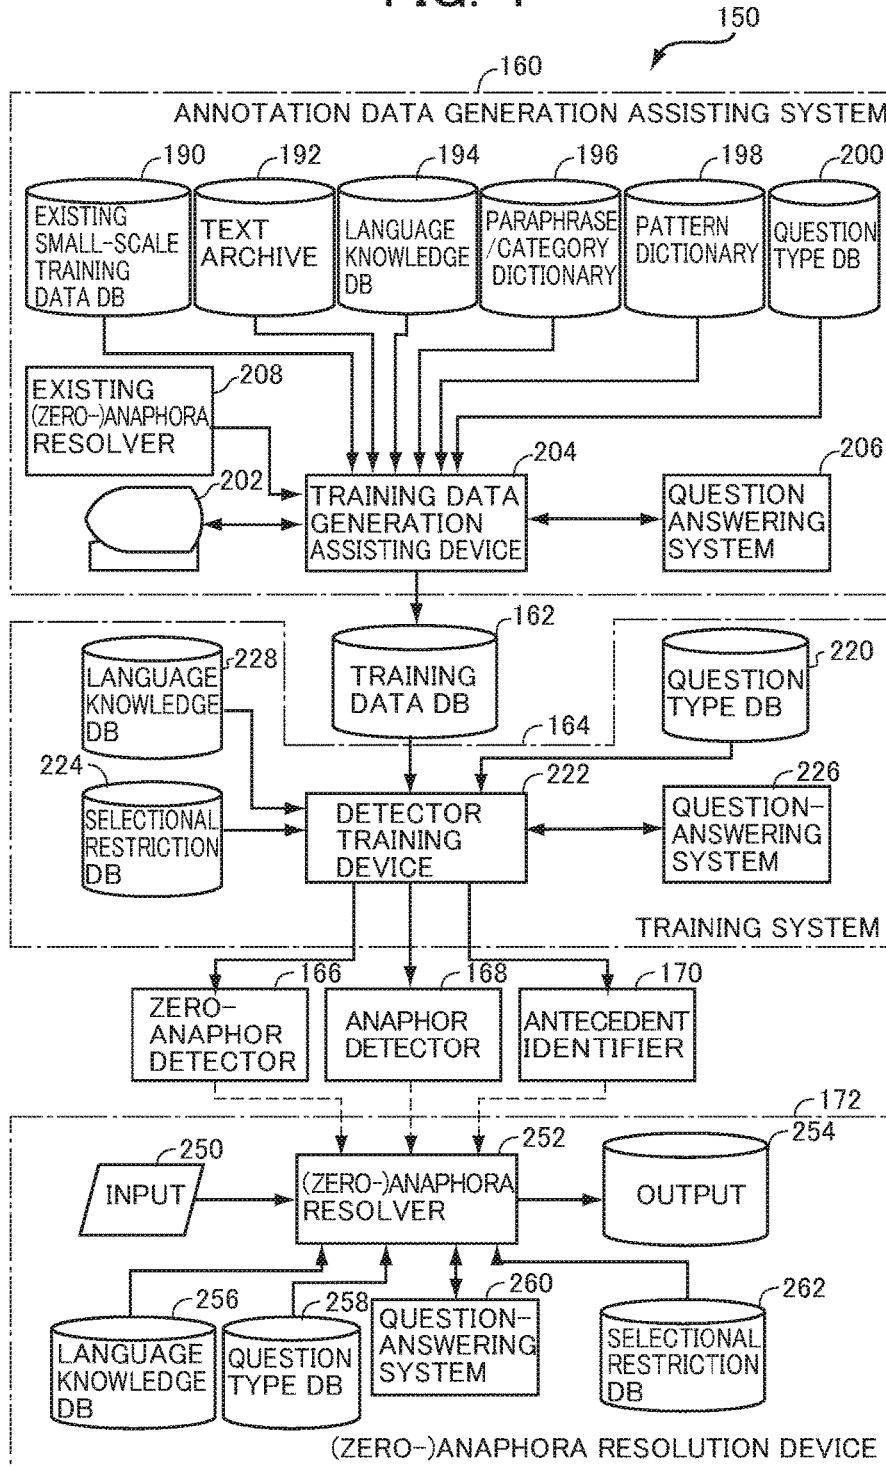 150
160
ANNOTATION DATA GENERATION ASSISTING SYSTEM
190
192
194
196
198
200
EXISTING
SMALL-SCALE
TRAINING
DATA DB
TEXT
ARCHIVE
LANGUAGE
KNOWLEDGE
DB
PARAPHRASE
/CATEGORY
DICTIONARY
PATTERN
DICTIONARY
QUESTION
TYPE DB
208
EXISTING
(ZERO-)ANAPHORA
RESOLVER
202
204
TRAINING DATA
GENERATION
ASSISTING DEVICE
206
QUESTION
ANSWERING
SYSTEM
162
TRAINING
DATA DB
228
LANGUAGE
KNOWLEDGE
DB
220
QUESTION
TYPE DB
164
224
SELECTIONAL
RESTRICTION
DB
222
DETECTOR
TRAINING
DEVICE
226
QUESTION-
ANSWERING
SYSTEM
TRAINING SYSTEM
166
ZERO-
ANAPHOR
DETECTOR
168
ANAPHOR
DETECTOR
170
ANTECEDENT
IDENTIFIER
172
250
INPUT
252
(ZERO-)ANAPHORA
RESOLVER
254
OUTPUT
256
LANGUAGE
KNOWLEDGE
DB
258
QUESTION
TYPE DB
260
QUESTION-
ANSWERING
SYSTEM
262
SELECTIONAL
RESTRICTION
DB
(ZERO-)ANAPHORA RESOLUTION DEVICE